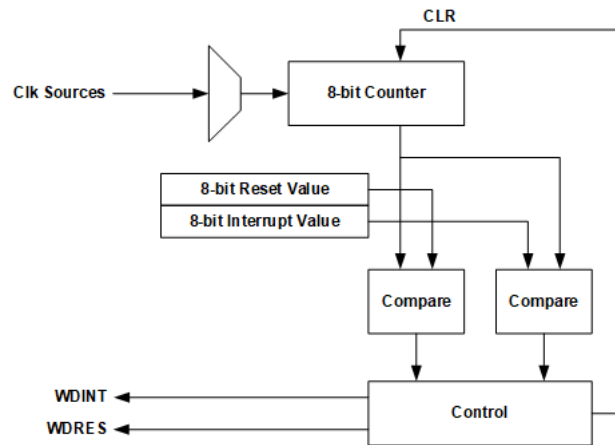 CLR
Clk Sources
8-bit Counter
8-bit Reset Value
8-bit Interrupt Value
Compare
Compare
WDINT
WDRES
Control